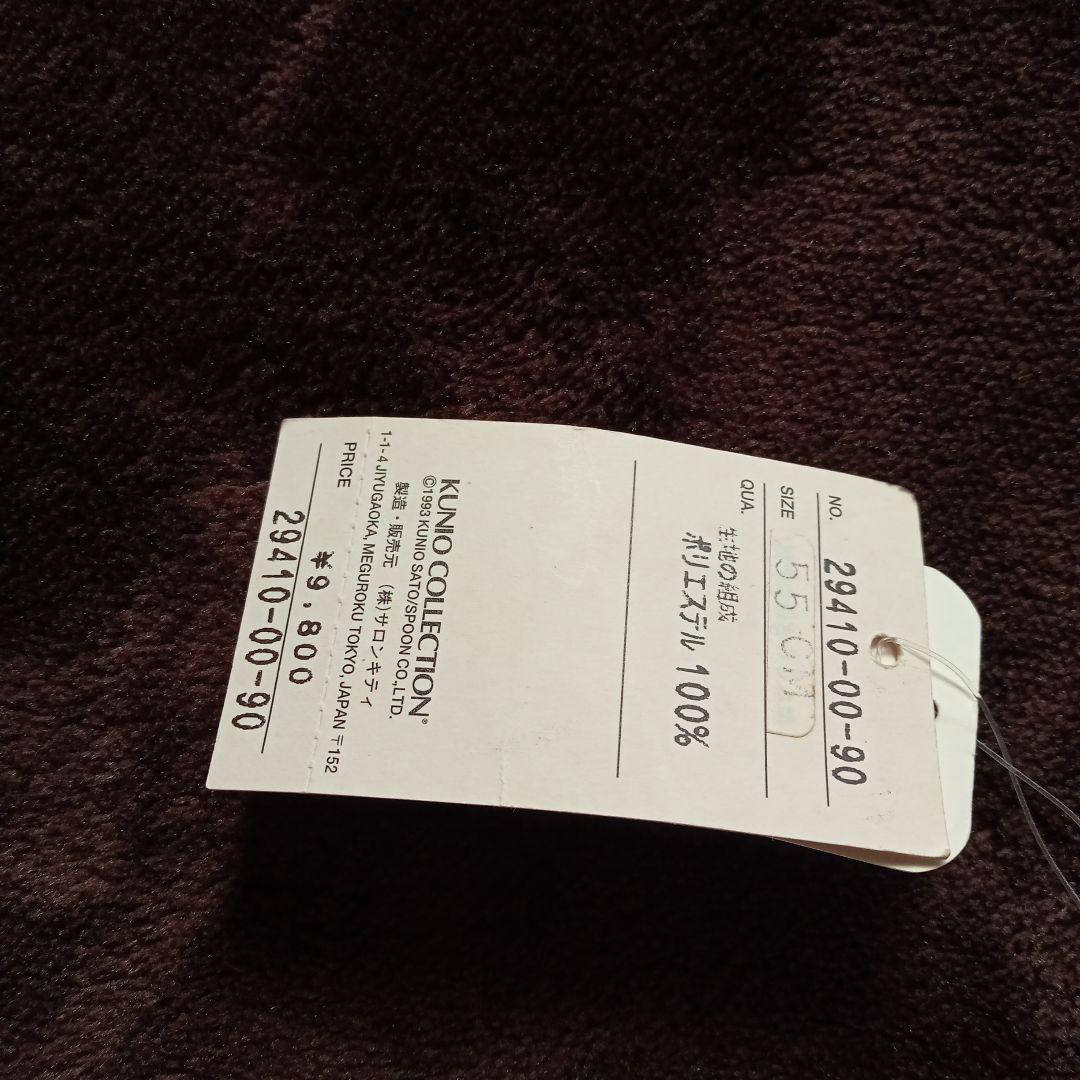 NO.
29410-00-90
SIZE
55 CM
QUA.
生地の組成
ポリエステル 100%
KUNIO COLLECTION®
©1993 KUNIO SATO/SPOON CO.,LTD.
製造・販売元 (株)サロンキティ
1-1-4 JIYUGAOKA, MEGUROKU TOKYO, JAPAN 〒152
PRICE
¥9.800
29410-00-90